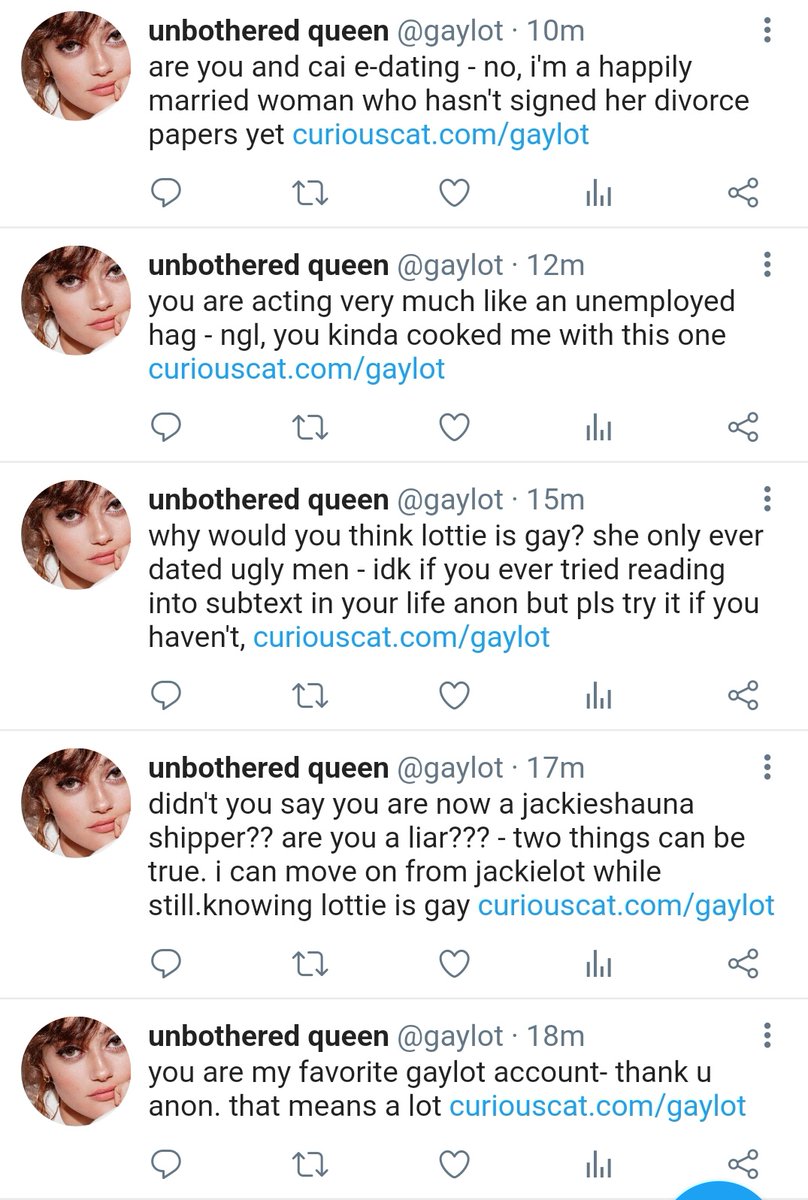 unbothered queen @gaylot · 10m
are you and cai e-dating - no, i'm a happily
married woman who hasn't signed her divorce
papers yet curiouscat.com/gaylot
unbothered queen @gaylot · 12m
you are acting very much like an unemployed
hag - ngl, you kinda cooked me with this one
curiouscat.com/gaylot
unbothered queen @gaylot · 15m
why would you think lottie is gay? she only ever
dated ugly men - idk if you ever tried reading
into subtext in your life anon but pls try it if you
haven't, curiouscat.com/gaylot
unbothered queen @gaylot · 17m
didn't you say you are now a jackieshauna
shipper?? are you a liar??? - two things can be
true. i can move on from jackielot while
still.knowing lottie is gay curiouscat.com/gaylot
unbothered queen @gaylot · 18m
you are my favorite gaylot account- thank u
anon. that means a lot curiouscat.com/gaylot